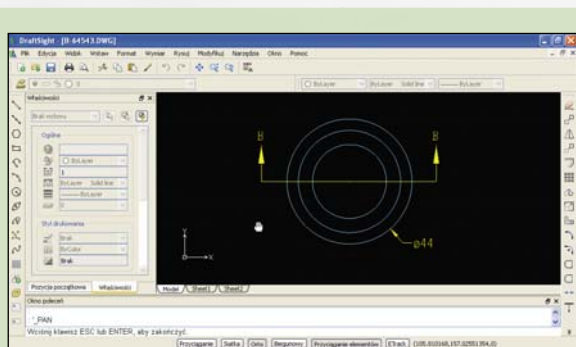 DraftSight - [B-64543.DWG]
Plik Edycja Widok Wstaw Format Wymiar Rysuj Modyfikuj Narzędzia Okno Pomoc
ByLayer ByLayer Solid line ByLayer
Właściwości
Brak wyboru
Ogólne
ByLayer
1
ByLayer Solid line
ByLayer
0
Styl drukowania
Brak
ByColor
Brak
B B
ø44
Y
X
Pozycja początkowa Właściwości Model Sheet1 Sheet2
Okno poleceń
: '_PAN
Wciśnij klawisz ESC lub ENTER, aby zakończyć.
Przyciąganie Siatka Orto Biegunowy Przyciąganie elementów ETrack